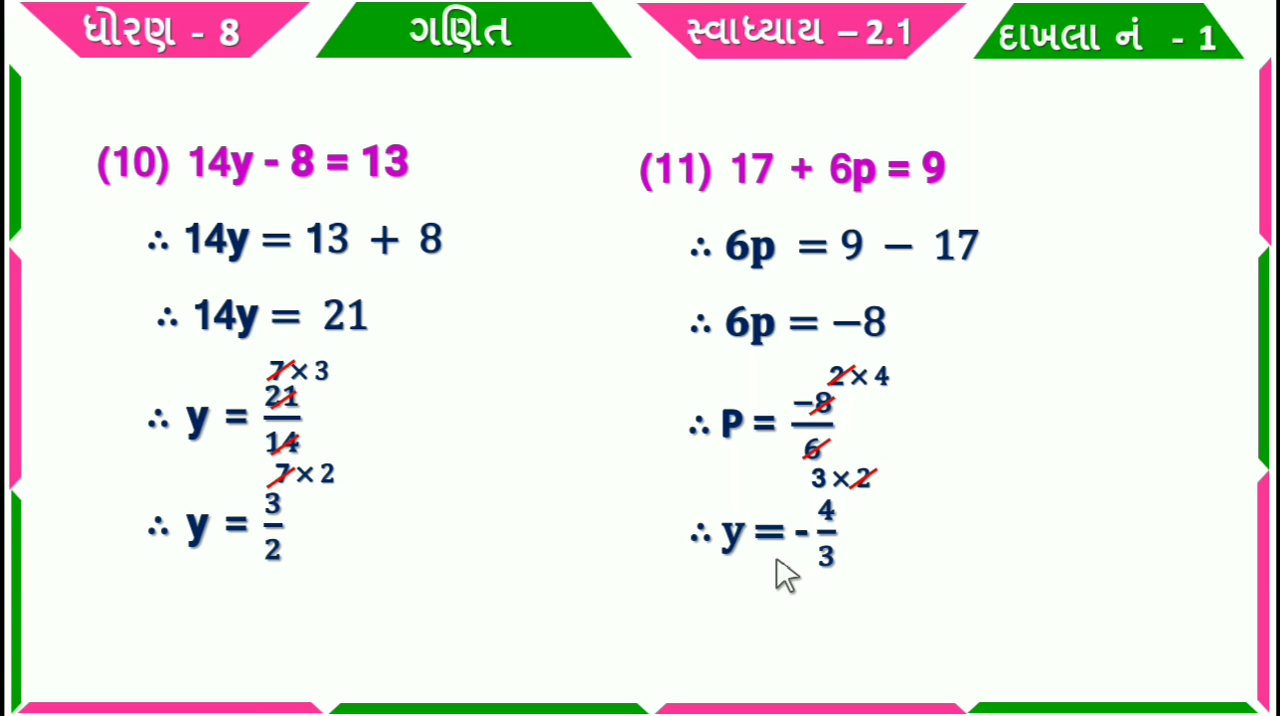 ધોરણ - 8
ગણિત
સ્વાધ્યાય – 2.1
દાખલા નં - 1
(10) 14y - 8 = 13
∴ 14y = 13 + 8
∴ 14y = 21
7 × 3
∴ y = 21/14
7 × 2
∴ y = 3/2
(11) 17 + 6p = 9
∴ 6p = 9 − 17
∴ 6p = −8
2 × 4
∴ P = −8/6
3 × 2
∴ y = - 4/3